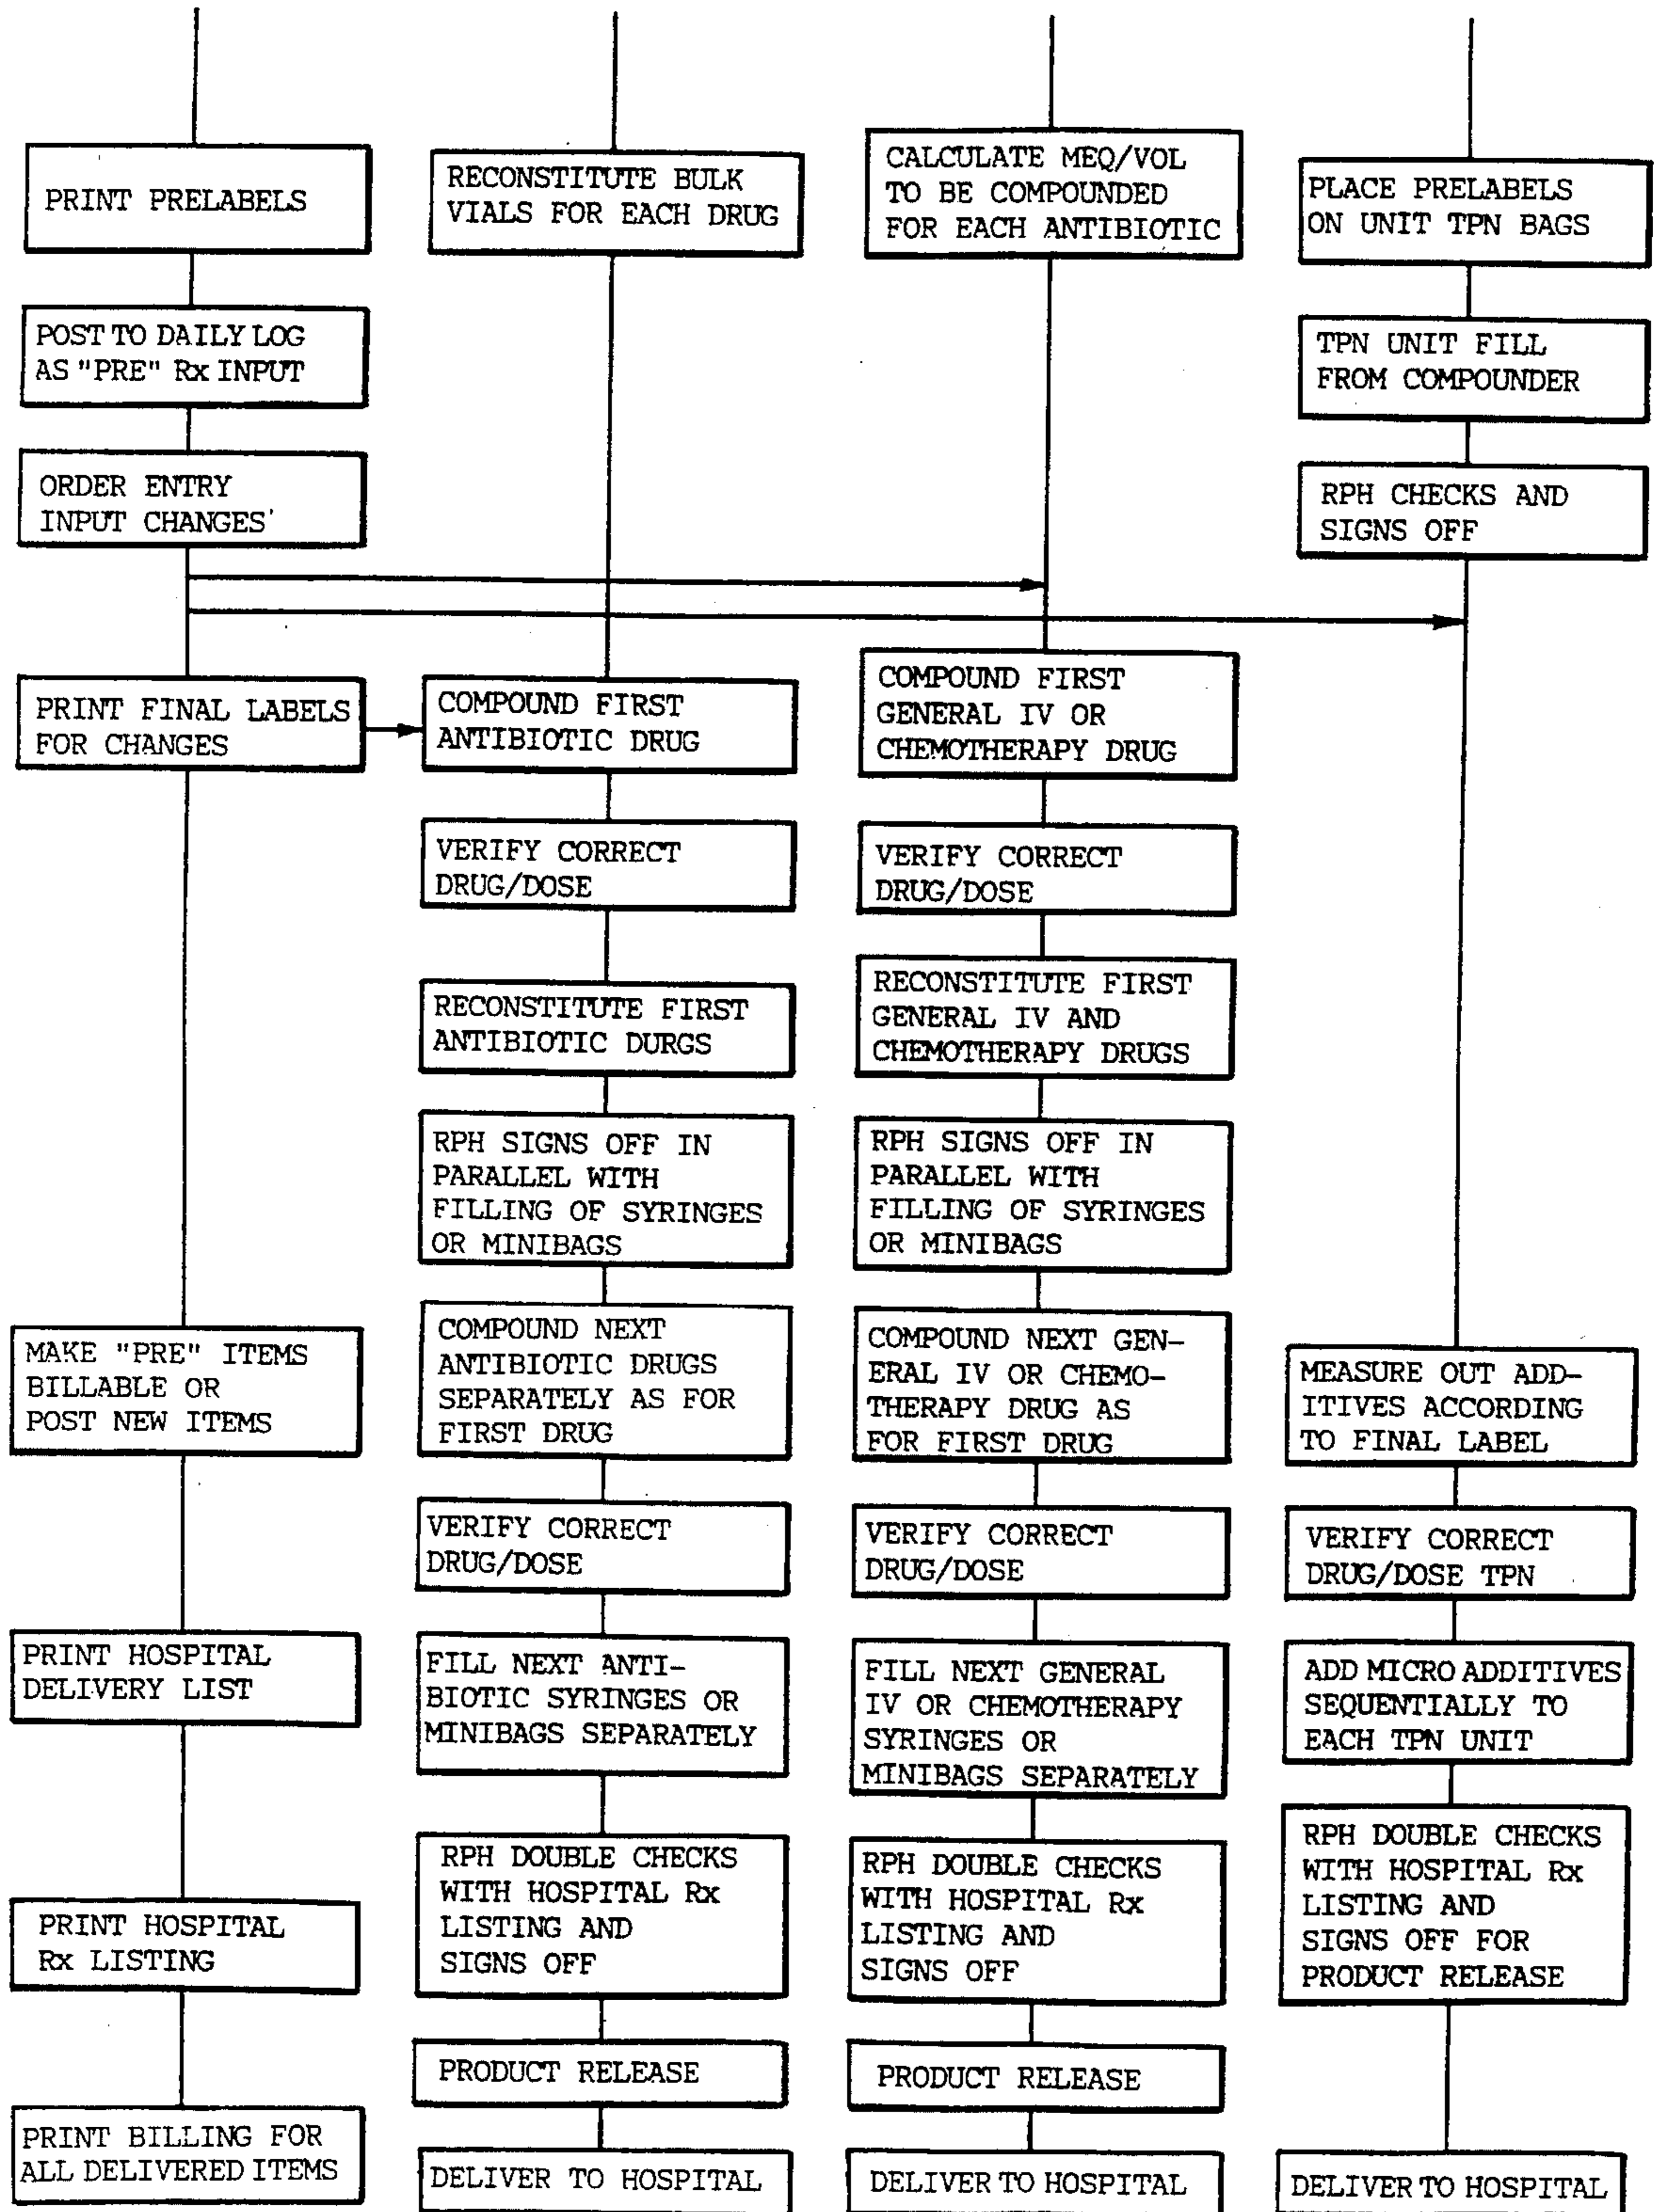 PRINT PRELABELS
POST TO DAILY LOG
AS "PRE" Rx INPUT
ORDER ENTRY
INPUT CHANGES'
PRINT FINAL LABELS
FOR CHANGES
MAKE "PRE" ITEMS
BILLABLE OR
POST NEW ITEMS
PRINT HOSPITAL
DELIVERY LIST
PRINT HOSPITAL
Rx LISTING
PRINT BILLING FOR
ALL DELIVERED ITEMS
RECONSTITUTE BULK
VIALS FOR EACH DRUG
COMPOUND FIRST
ANTIBIOTIC DRUG
VERIFY CORRECT
DRUG/DOSE
RECONSTITUTE FIRST
ANTIBIOTIC DURGS
RPH SIGNS OFF IN
PARALLEL WITH
FILLING OF SYRINGES
OR MINIBAGS
COMPOUND NEXT
ANTIBIOTIC DRUGS
SEPARATELY AS FOR
FIRST DRUG
VERIFY CORRECT
DRUG/DOSE
FILL NEXT ANTI-
BIOTIC SYRINGES OR
MINIBAGS SEPARATELY
RPH DOUBLE CHECKS
WITH HOSPITAL Rx
LISTING AND
SIGNS OFF
PRODUCT RELEASE
DELIVER TO HOSPITAL
CALCULATE MEQ/VOL
TO BE COMPOUNDED
FOR EACH ANTIBIOTIC
COMPOUND FIRST
GENERAL IV OR
CHEMOTHERAPY DRUG
VERIFY CORRECT
DRUG/DOSE
RECONSTITUTE FIRST
GENERAL IV AND
CHEMOTHERAPY DRUGS
RPH SIGNS OFF IN
PARALLEL WITH
FILLING OF SYRINGES
OR MINIBAGS
COMPOUND NEXT GEN-
ERAL IV OR CHEMO-
THERAPY DRUG AS
FOR FIRST DRUG
VERIFY CORRECT
DRUG/DOSE
FILL NEXT GENERAL
IV OR CHEMOTHERAPY
SYRINGES OR
MINIBAGS SEPARATELY
RPH DOUBLE CHECKS
WITH HOSPITAL Rx
LISTING AND
SIGNS OFF
PRODUCT RELEASE
DELIVER TO HOSPITAL
PLACE PRELABELS
ON UNIT TPN BAGS
TPN UNIT FILL
FROM COMPOUNDER
RPH CHECKS AND
SIGNS OFF
MEASURE OUT ADD-
ITIVES ACCORDING
TO FINAL LABEL
VERIFY CORRECT
DRUG/DOSE TPN
ADD MICRO ADDITIVES
SEQUENTIALLY TO
EACH TPN UNIT
RPH DOUBLE CHECKS
WITH HOSPITAL Rx
LISTING AND
SIGNS OFF FOR
PRODUCT RELEASE
DELIVER TO HOSPITAL